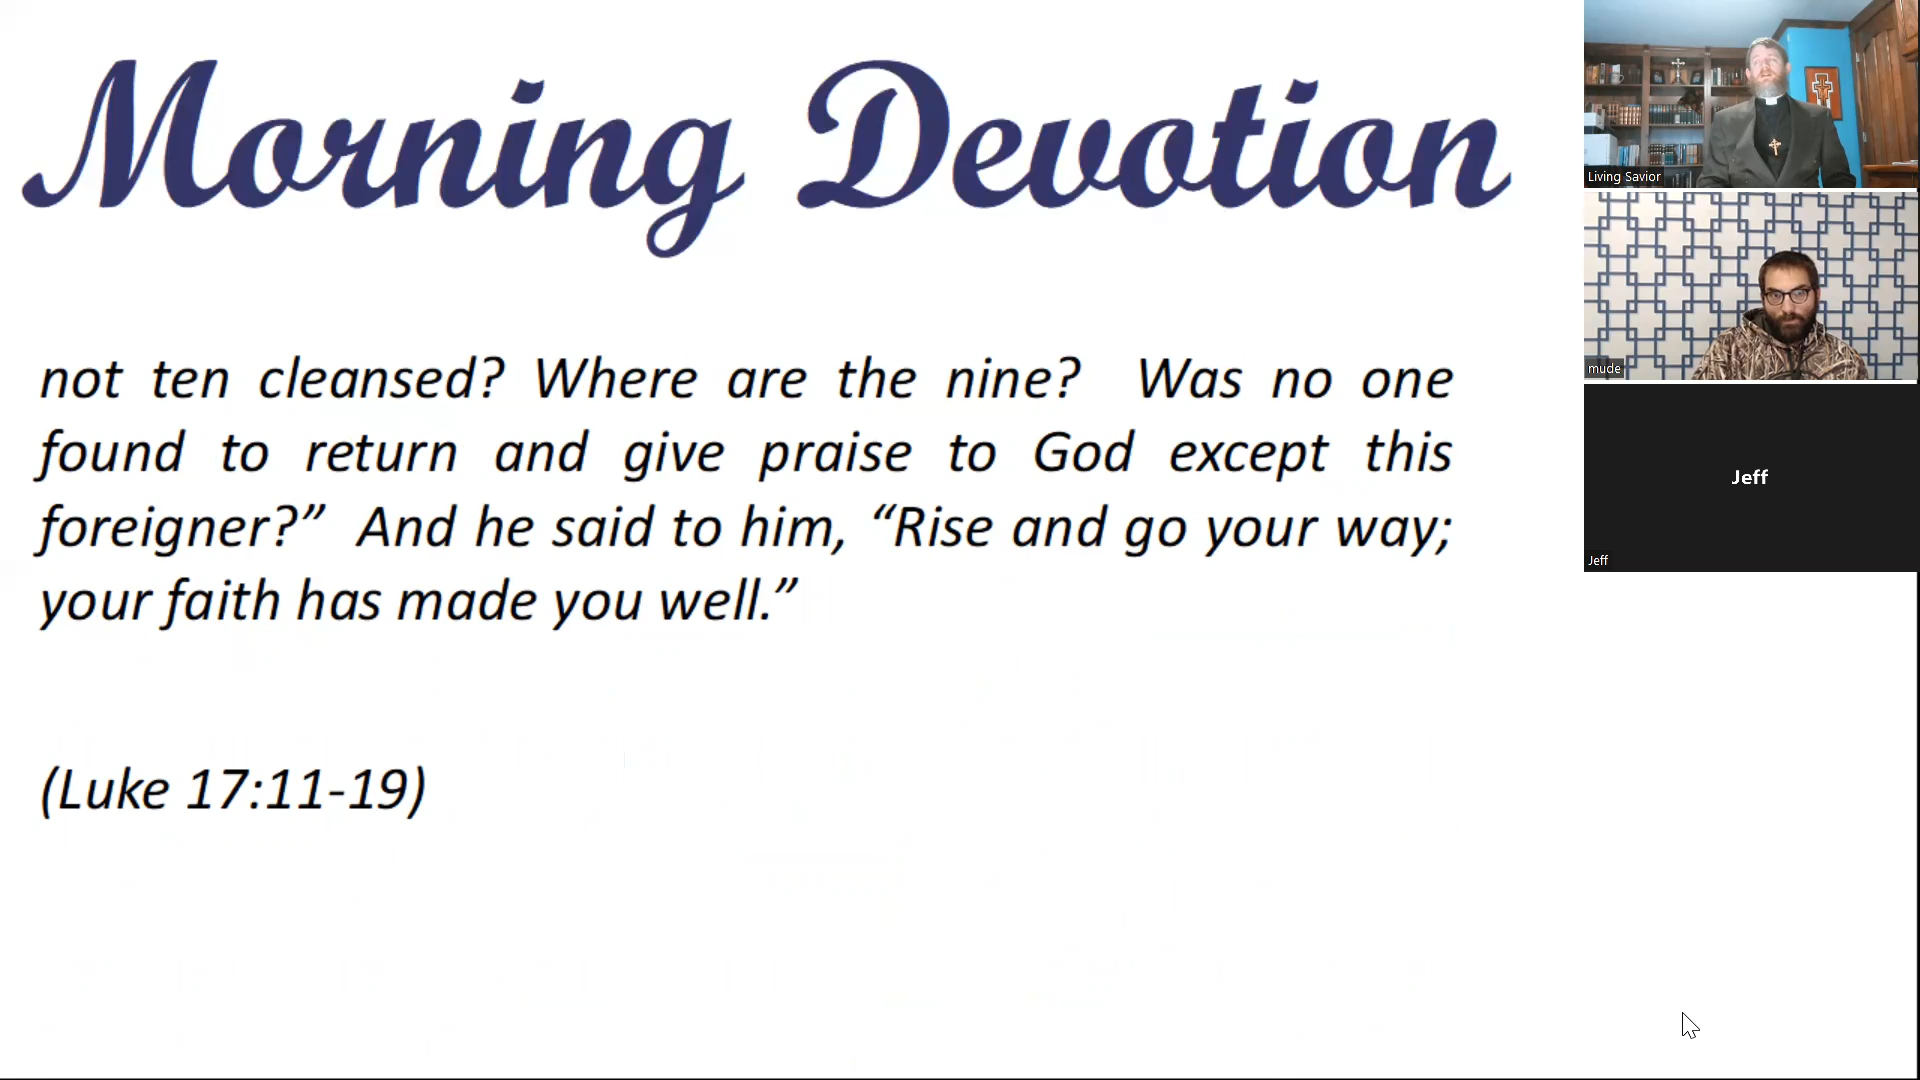 Morning Devotion
not ten cleansed? Where are the nine?  Was no one
found to return and give praise to God except this
foreigner?”  And he said to him, “Rise and go your way;
your faith has made you well.”
(Luke 17:11-19)
Living Savior
mude
Jeff
Jeff